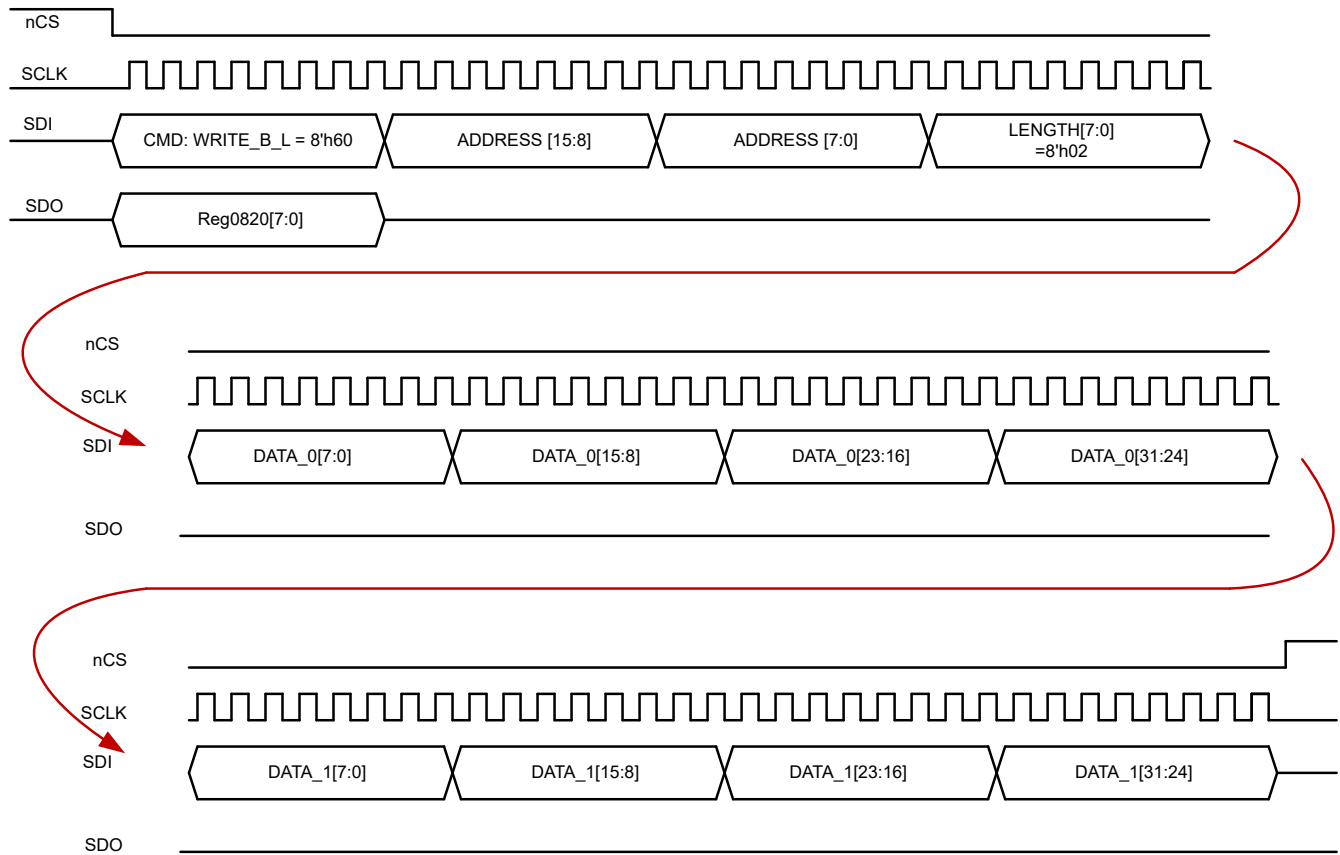 nCS
SCLK
SDI
CMD: WRITE_B_L = 8'h60
ADDRESS [15:8]
ADDRESS [7:0]
LENGTH[7:0]
=8'h02
SDO
Reg0820[7:0]
nCS
SCLK
SDI
DATA_0[7:0]
DATA_0[15:8]
DATA_0[23:16]
DATA_0[31:24]
SDO
nCS
SCLK
SDI
DATA_1[7:0]
DATA_1[15:8]
DATA_1[23:16]
DATA_1[31:24]
SDO